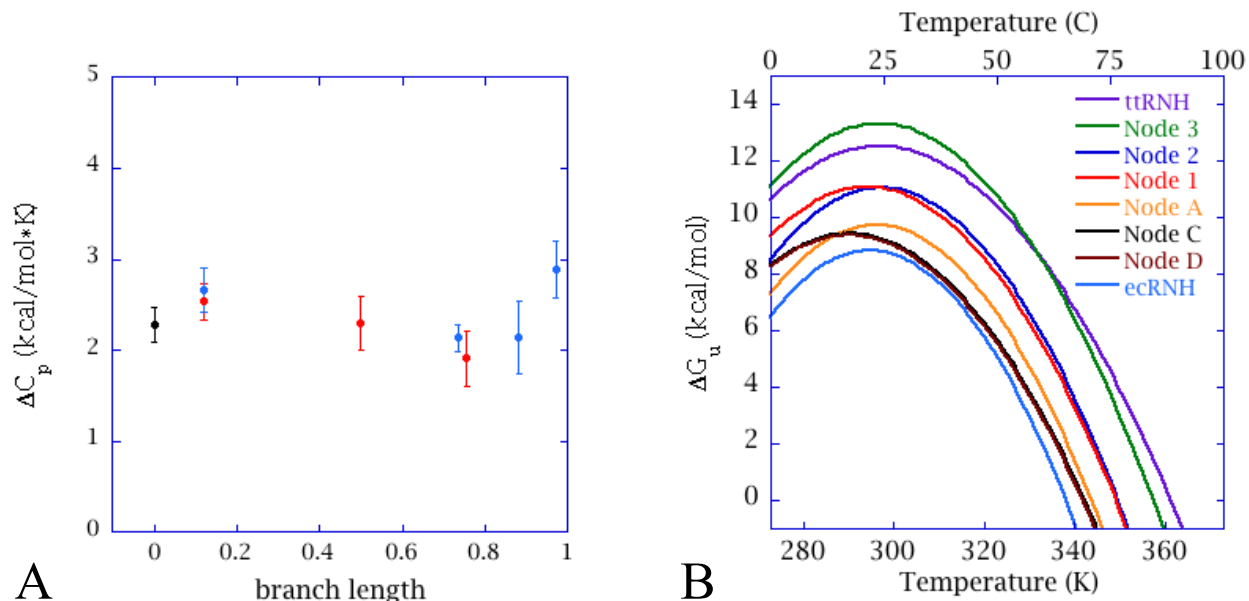 5
4
3
2
1
0
0
0.2
0.4
0.6
0.8
1
branch length
ΔCp (kcal/mol*K)
A
Temperature (C)
0
25
50
75
100
14
12
10
8
6
4
2
0
ΔGu (kcal/mol)
ttRNH
Node 3
Node 2
Node 1
Node A
Node C
Node D
ecRNH
280
300
320
340
360
Temperature (K)
B